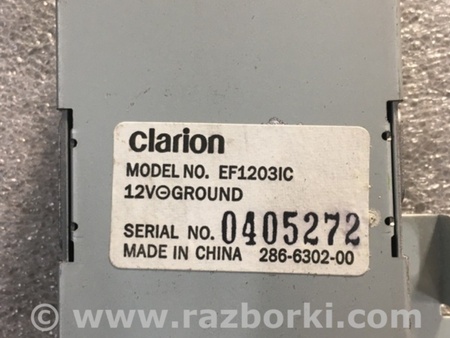 clarion
MODEL NO. EF1203IC
12V⊖GROUND
SERIAL NO. 0405272
MADE IN CHINA 286-6302-00
© www.razborki.com